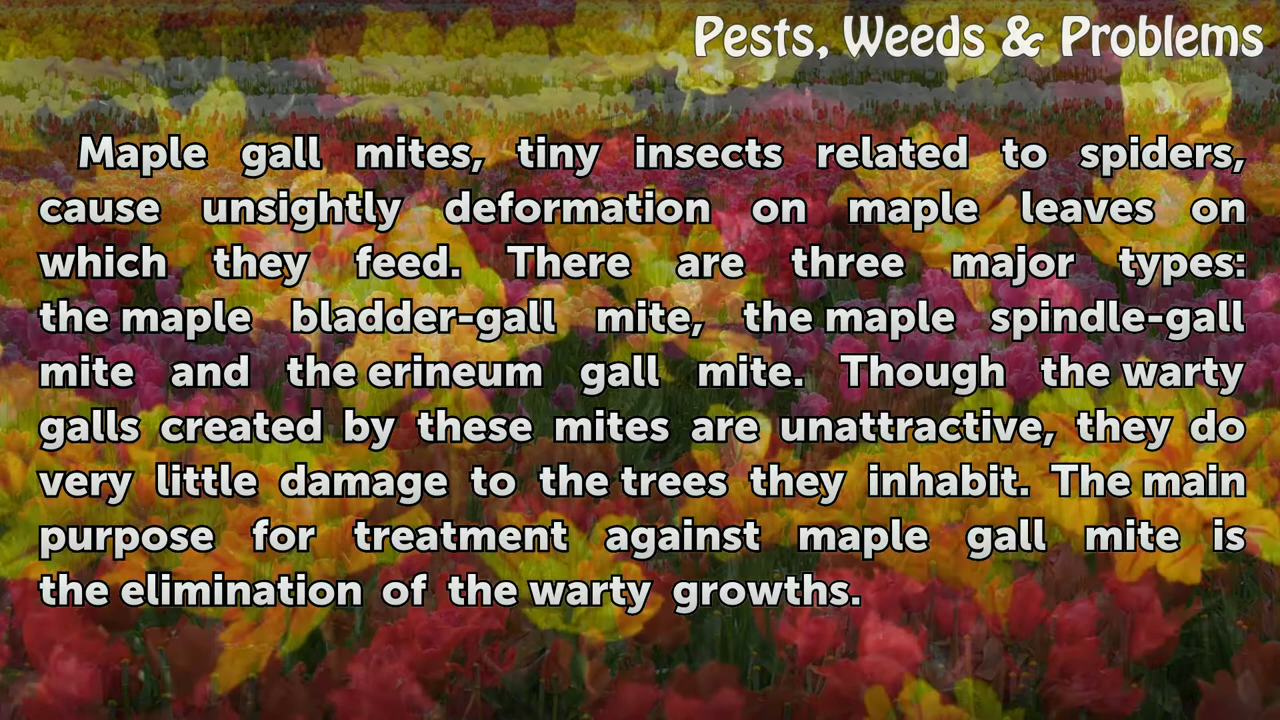 Pests, Weeds & Problems
Maple gall mites, tiny insects related to spiders,
cause unsightly deformation on maple leaves on
which they feed. There are three major types:
the maple bladder-gall mite, the maple spindle-gall
mite and the erineum gall mite. Though the warty
galls created by these mites are unattractive, they do
very little damage to the trees they inhabit. The main
purpose for treatment against maple gall mite is
the elimination of the warty growths.